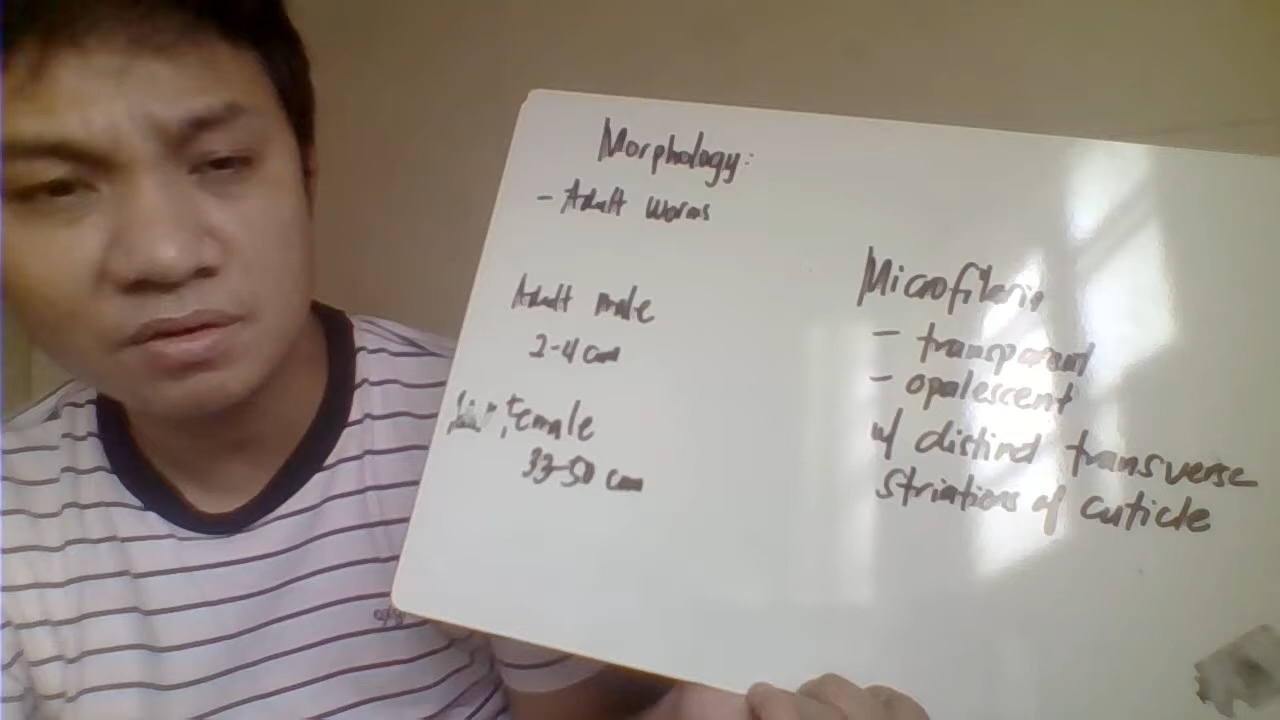 Morphology:
- Adult worms
Adult male
2-4 cm
female
33-50 cm
Microfilaria
- transparent
- opalescent
w/ distinct transverse
striations of cuticle